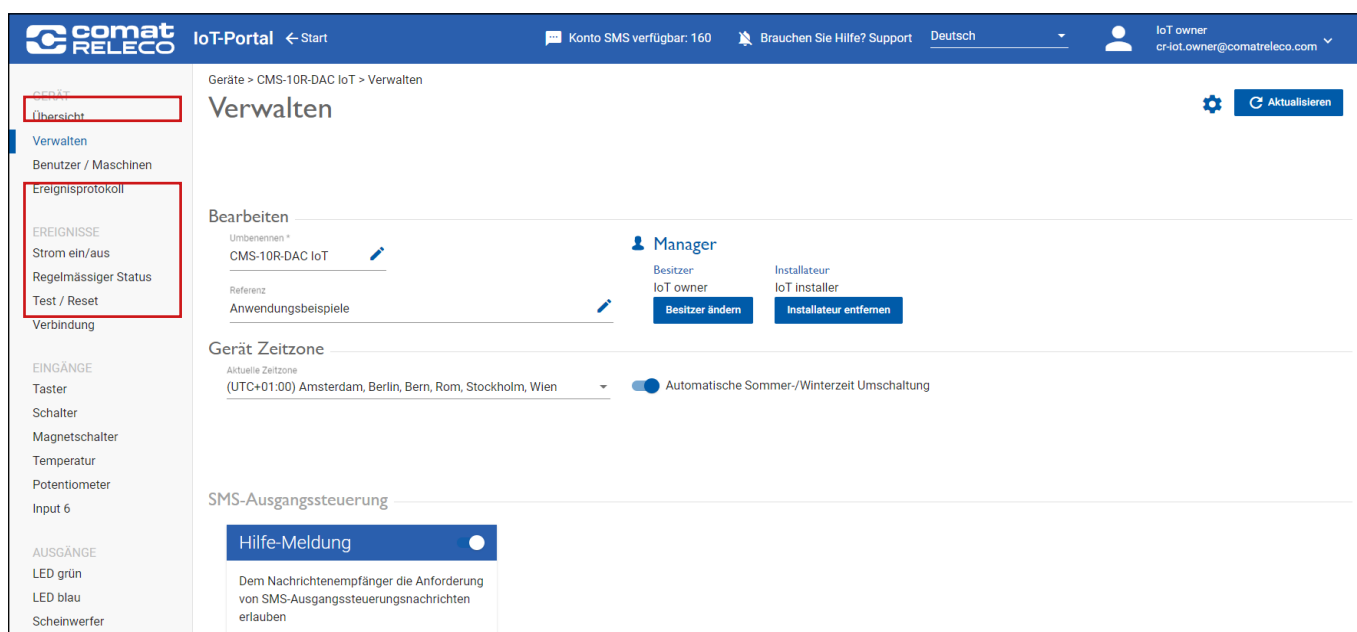 comat RELECO IoT-Portal ← Start Konto SMS verfügbar: 160 Brauchen Sie Hilfe? Support Deutsch IoT owner
cr-iot.owner@comatreleco.com
GERÄT
Übersicht
Verwalten
Benutzer / Maschinen
Ereignisprotokoll
EREIGNISSE
Strom ein/aus
Regelmässiger Status
Test / Reset
Verbindung
EINGÄNGE
Taster
Schalter
Magnetschalter
Temperatur
Potentiometer
Input 6
AUSGÄNGE
LED grün
LED blau
Scheinwerfer
Geräte > CMS-10R-DAC IoT > Verwalten
Verwalten
Aktualisieren
Bearbeiten
Umbenennen *
CMS-10R-DAC IoT
Referenz
Anwendungsbeispiele
Manager
Besitzer Installateur
IoT owner IoT installer
Besitzer ändern Installateur entfernen
Gerät Zeitzone
Aktuelle Zeitzone
(UTC+01:00) Amsterdam, Berlin, Bern, Rom, Stockholm, Wien Automatische Sommer-/Winterzeit Umschaltung
SMS-Ausgangssteuerung
Hilfe-Meldung
Dem Nachrichtenempfänger die Anforderung
von SMS-Ausgangssteuerungsnachrichten
erlauben